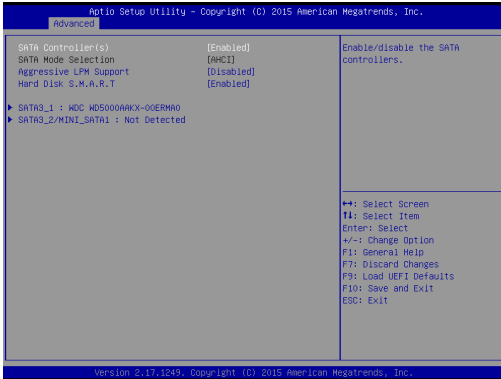 Aptio Setup Utility – Copyright (C) 2015 American Megatrends, Inc.
Advanced
SATA Controller(s) [Enabled]
SATA Mode Selection [AHCI]
Aggressive LPM Support [Disabled]
Hard Disk S.M.A.R.T [Enabled]
SATA3_1 : WDC WD5000AAKX-00ERMA0
SATA3_2/MINI_SATA1 : Not Detected
Enable/disable the SATA
controllers.
↔: Select Screen
↑↓: Select Item
Enter: Select
+/-: Change Option
F1: General Help
F7: Discard Changes
F9: Load UEFI Defaults
F10: Save and Exit
ESC: Exit
Version 2.17.1249. Copyright (C) 2015 American Megatrends, Inc.